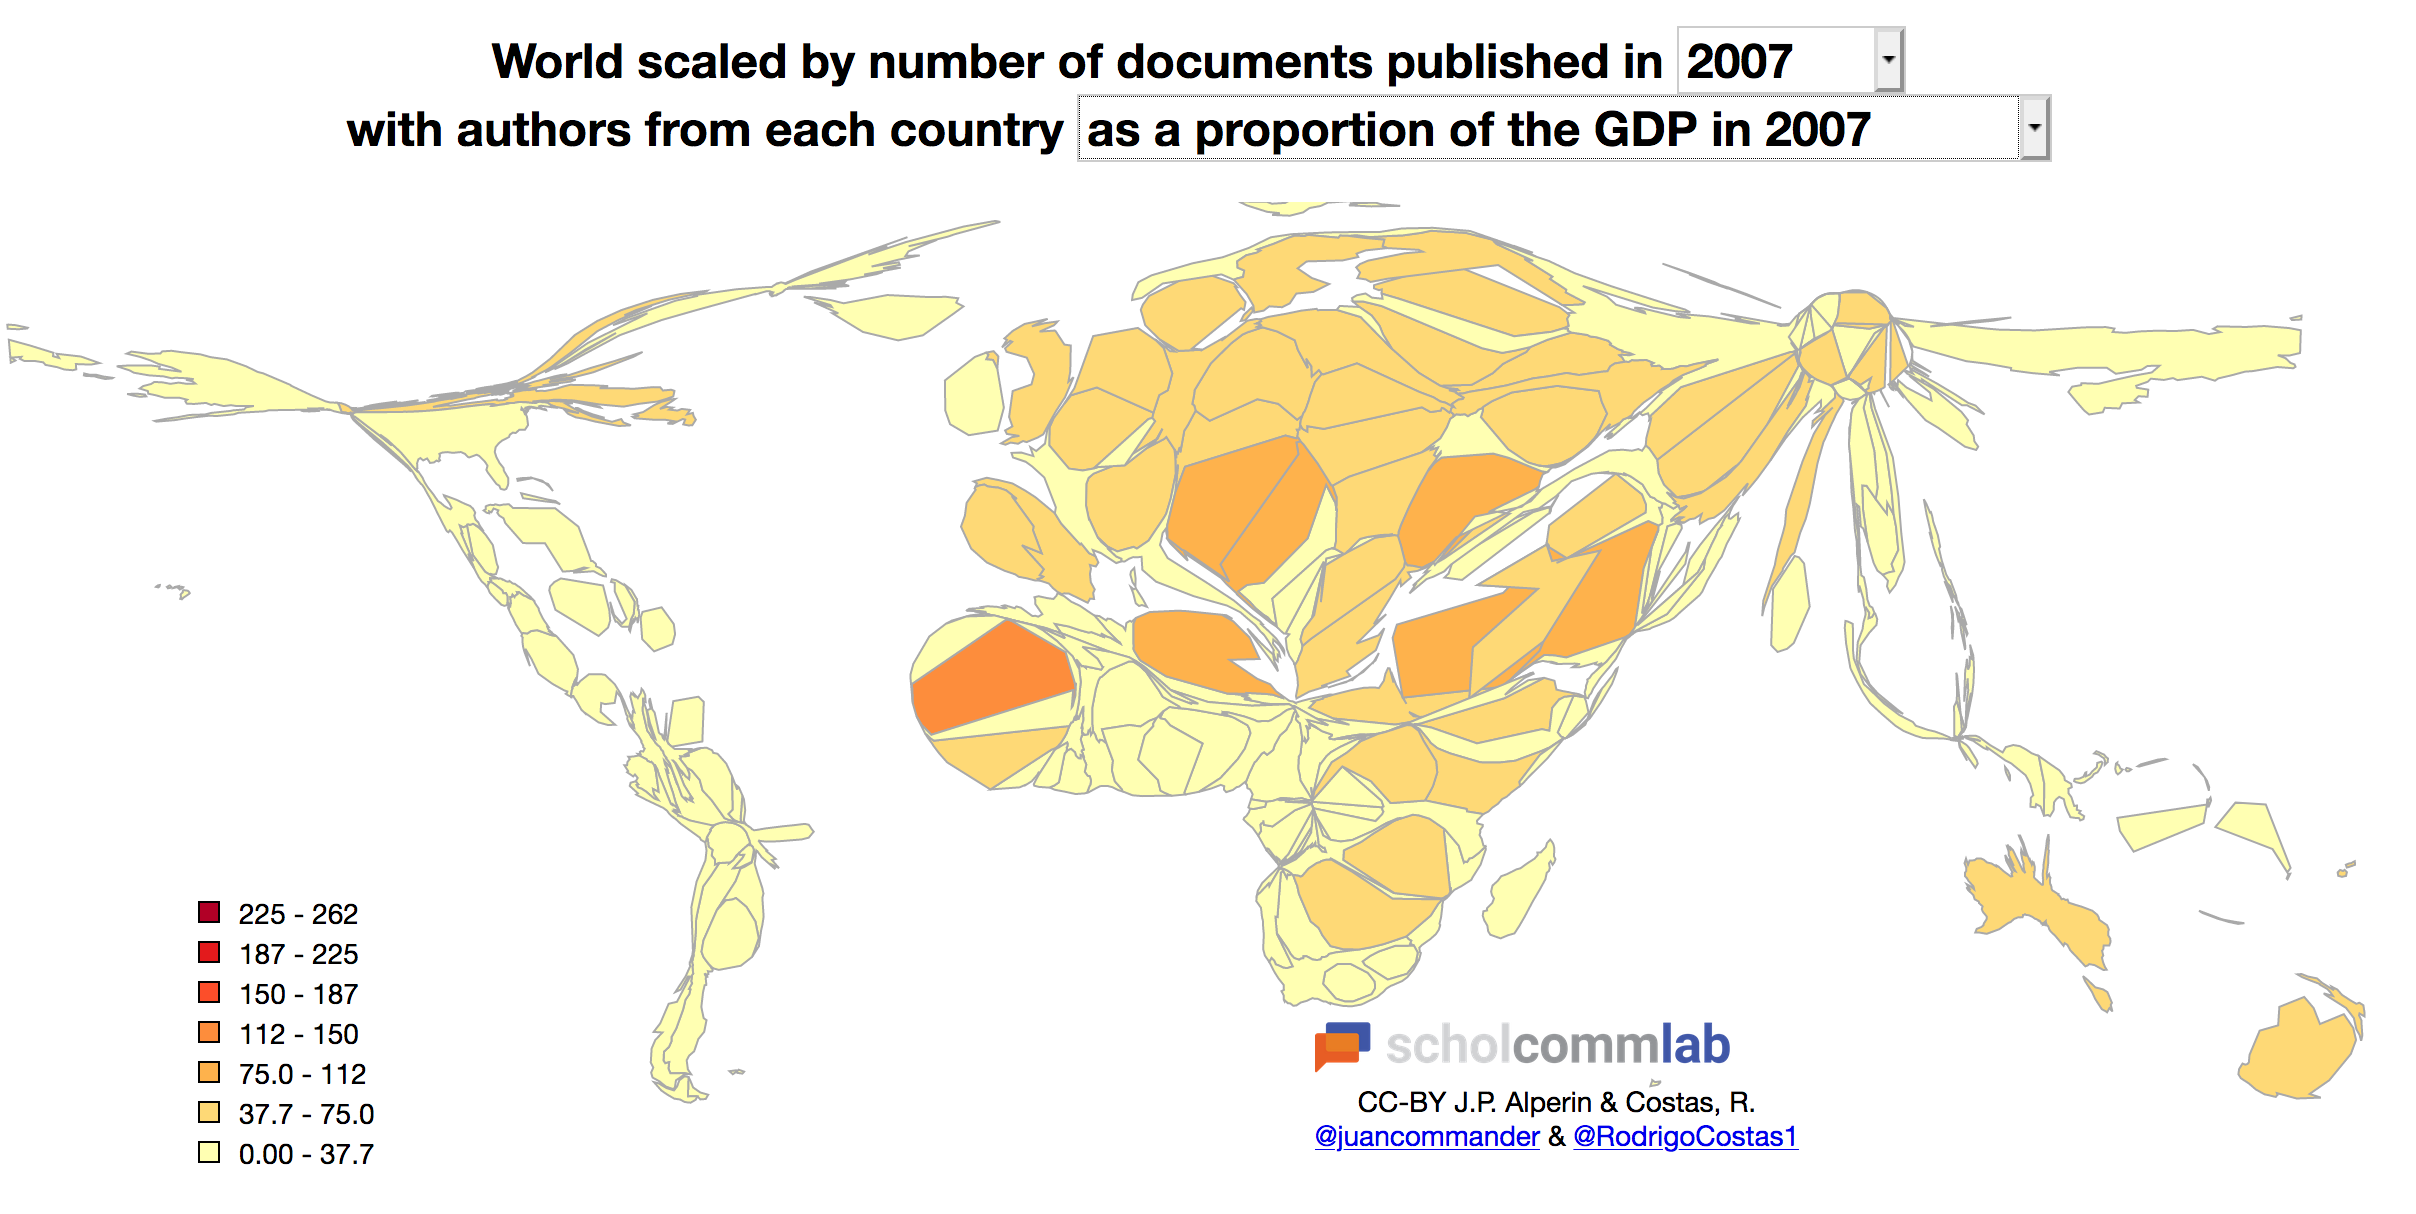 World scaled by number of documents published in 2007
with authors from each country as a proportion of the GDP in 2007
225 - 262
187 - 225
150 - 187
112 - 150
75.0 - 112
37.7 - 75.0
0.00 - 37.7
scholcommlab
CC-BY J.P. Alperin & Costas, R.
@juancommander & @RodrigoCostas1